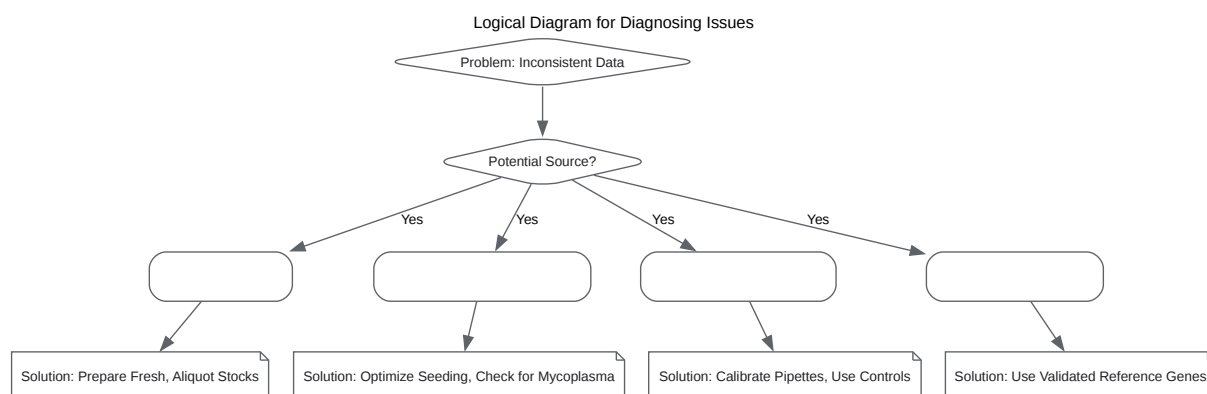 Logical Diagram for Diagnosing Issues
Problem: Inconsistent Data
Potential Source?
Yes
Yes
Yes
Yes
Solution: Prepare Fresh, Aliquot Stocks
Solution: Optimize Seeding, Check for Mycoplasma
Solution: Calibrate Pipettes, Use Controls
Solution: Use Validated Reference Genes